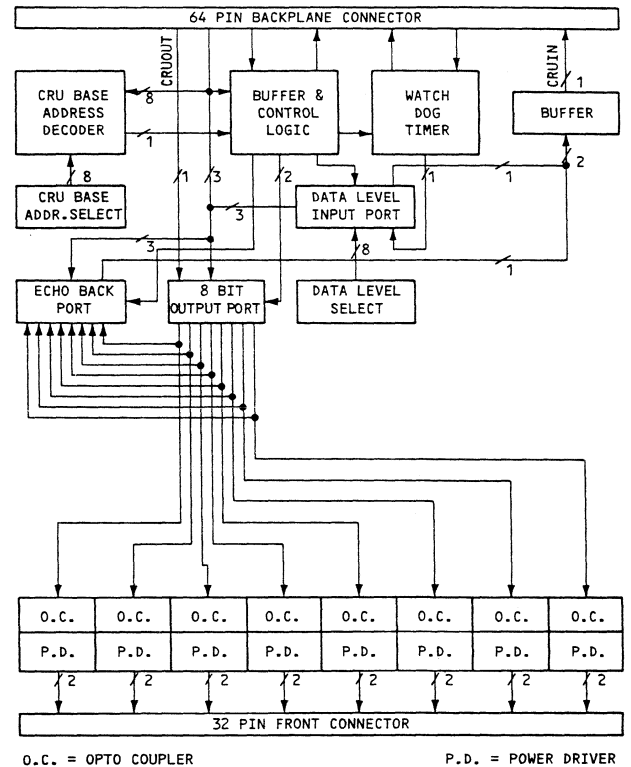 64 PIN BACKPLANE CONNECTOR
CRUOUT
CRUIN
8
1
CRU BASE
ADDRESS
DECODER
BUFFER &
CONTROL
LOGIC
WATCH
DOG
TIMER
BUFFER
1
2
8
1
3
2
1
1
CRU BASE
ADDR.SELECT
3
DATA LEVEL
INPUT PORT
3
8
1
ECHO BACK
PORT
8 BIT
OUTPUT PORT
DATA LEVEL
SELECT
O.C. O.C. O.C. O.C. O.C. O.C. O.C. O.C.
P.D. P.D. P.D. P.D. P.D. P.D. P.D. P.D.
2 2 2 2 2 2 2 2
32 PIN FRONT CONNECTOR
O.C. = OPTO COUPLER P.D. = POWER DRIVER